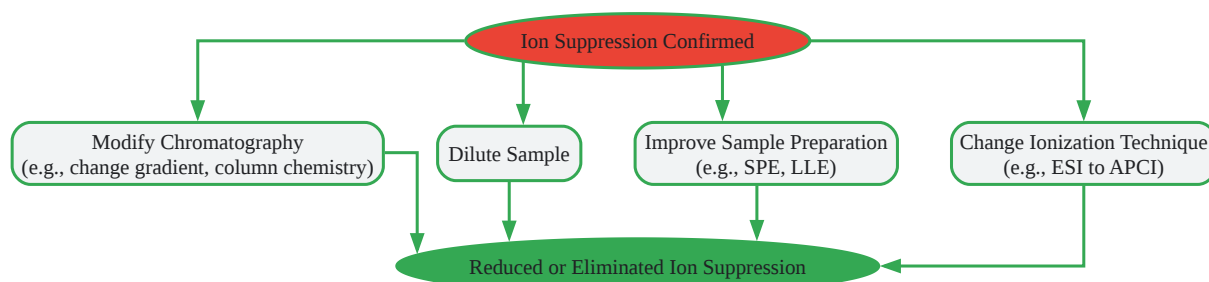 Ion Suppression Confirmed
Modify Chromatography
(e.g., change gradient, column chemistry)
Dilute Sample
Improve Sample Preparation
(e.g., SPE, LLE)
Change Ionization Technique
(e.g., ESI to APCI)
Reduced or Eliminated Ion Suppression